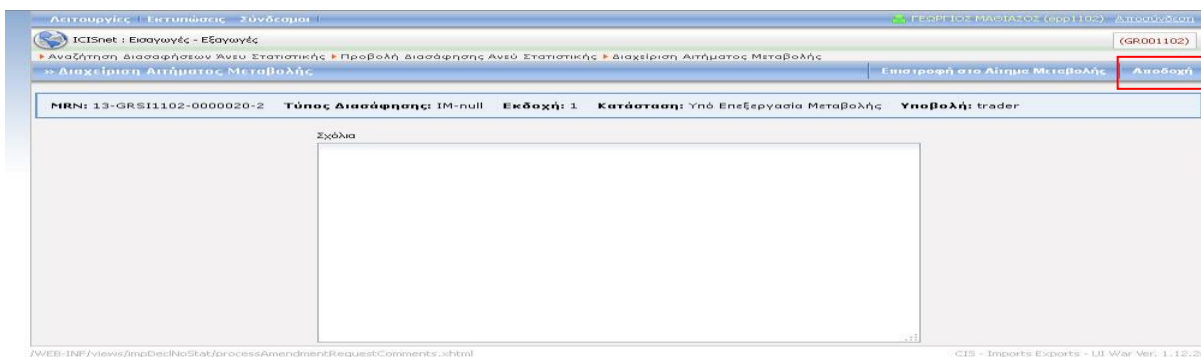 Λειτουργίες Εκτυπώσεις Σύνδεσμοι ΓΕΩΡΓΙΟΣ ΜΑΘΙΑΖΟΣ (epp1102) Αποσύνδεση
ICISnet : Εισαγωγές - Εξαγωγές (GR001102)
Αναζήτηση Διασαφήσεων Άνευ Στατιστικής Προβολή Διασάφησης Ανεύ Στατιστικής Διαχείριση Αιτήματος Μεταβολής
» Διαχείριση Αιτήματος Μεταβολής Επιστροφή στο Αίτημα Μεταβολής Αποδοχή
MRN: 13-GRSI1102-0000020-2 Τύπος Διασάφησης: IM-null Εκδοχή: 1 Κατάσταση: Υπό Επεξεργασία Μεταβολής Υποβολή: trader
Σχόλια
/WEB-INF/views/impDeclNoStat/processAmendmentRequestComments.xhtml CIS - Imports Exports - UI War Ver. 1.12.2